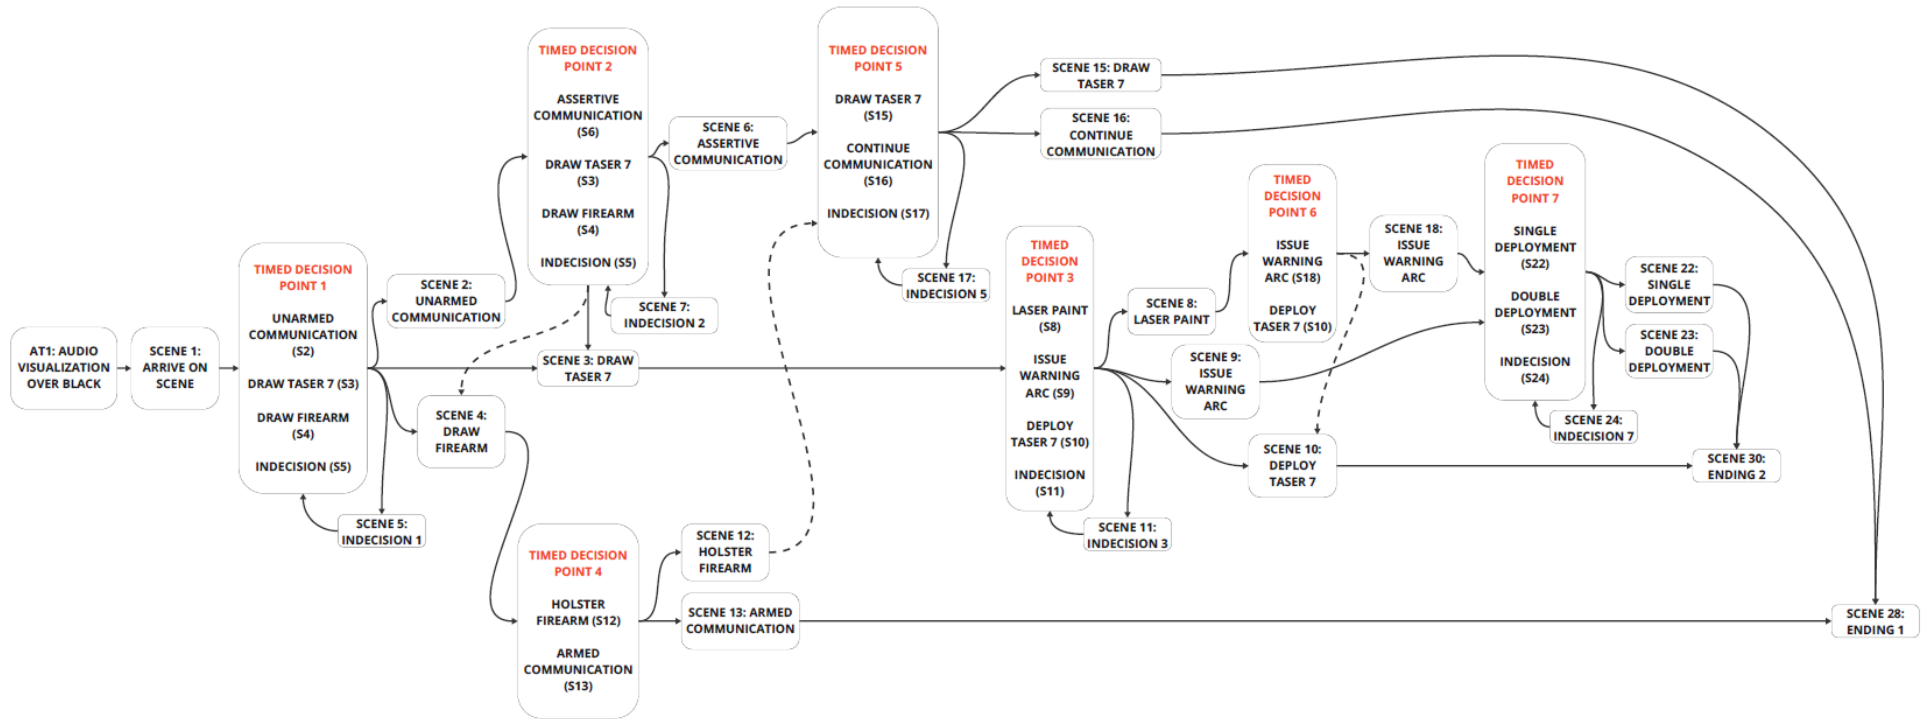 AT1: AUDIO
VISUALIZATION
OVER BLACK
SCENE 1:
ARRIVE ON
SCENE
TIMED DECISION
POINT 1
UNARMED
COMMUNICATION
(S2)
DRAW TASER 7 (S3)
DRAW FIREARM
(S4)
INDECISION (S5)
SCENE 2:
UNARMED
COMMUNICATION
SCENE 4:
DRAW
FIREARM
SCENE 5:
INDECISION 1
TIMED DECISION
POINT 2
ASSERTIVE
COMMUNICATION
(S6)
DRAW TASER 7
(S3)
DRAW FIREARM
(S4)
INDECISION (S5)
SCENE 6:
ASSERTIVE
COMMUNICATION
SCENE 7:
INDECISION 2
SCENE 3: DRAW
TASER 7
TIMED DECISION
POINT 4
HOLSTER
FIREARM (S12)
ARMED
COMMUNICATION
(S13)
SCENE 12:
HOLSTER
FIREARM
SCENE 13: ARMED
COMMUNICATION
TIMED DECISION
POINT 5
DRAW TASER 7
(S15)
CONTINUE
COMMUNICATION
(S16)
INDECISION (S17)
SCENE 15: DRAW
TASER 7
SCENE 16:
CONTINUE
COMMUNICATION
SCENE 17:
INDECISION 5
TIMED
DECISION
POINT 3
LASER PAINT
(S8)
ISSUE
WARNING
ARC (S9)
DEPLOY
TASER 7 (S10)
INDECISION
(S11)
SCENE 8:
LASER PAINT
SCENE 9:
ISSUE
WARNING
ARC
SCENE 10:
DEPLOY
TASER 7
SCENE 11:
INDECISION 3
TIMED
DECISION
POINT 6
ISSUE
WARNING
ARC (S18)
DEPLOY
TASER 7 (S10)
SCENE 18:
ISSUE
WARNING
ARC
TIMED
DECISION
POINT 7
SINGLE
DEPLOYMENT
(S22)
DOUBLE
DEPLOYMENT
(S23)
INDECISION
(S24)
SCENE 22:
SINGLE
DEPLOYMENT
SCENE 23:
DOUBLE
DEPLOYMENT
SCENE 24:
INDECISION 7
SCENE 30:
ENDING 2
SCENE 28:
ENDING 1